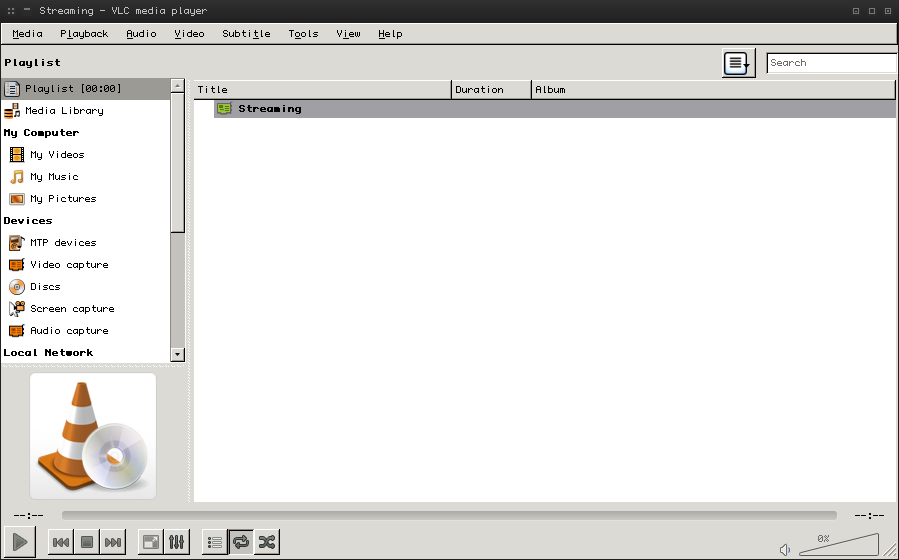 Streaming - VLC media player
Media Playback Audio Video Subtitle Tools View Help
Playlist
Search
Playlist [00:00]
Media Library
My Computer
My Videos
My Music
My Pictures
Devices
MTP devices
Video capture
Discs
Screen capture
Audio capture
Local Network
Title Duration Album
Streaming
--:-- --:--
0%